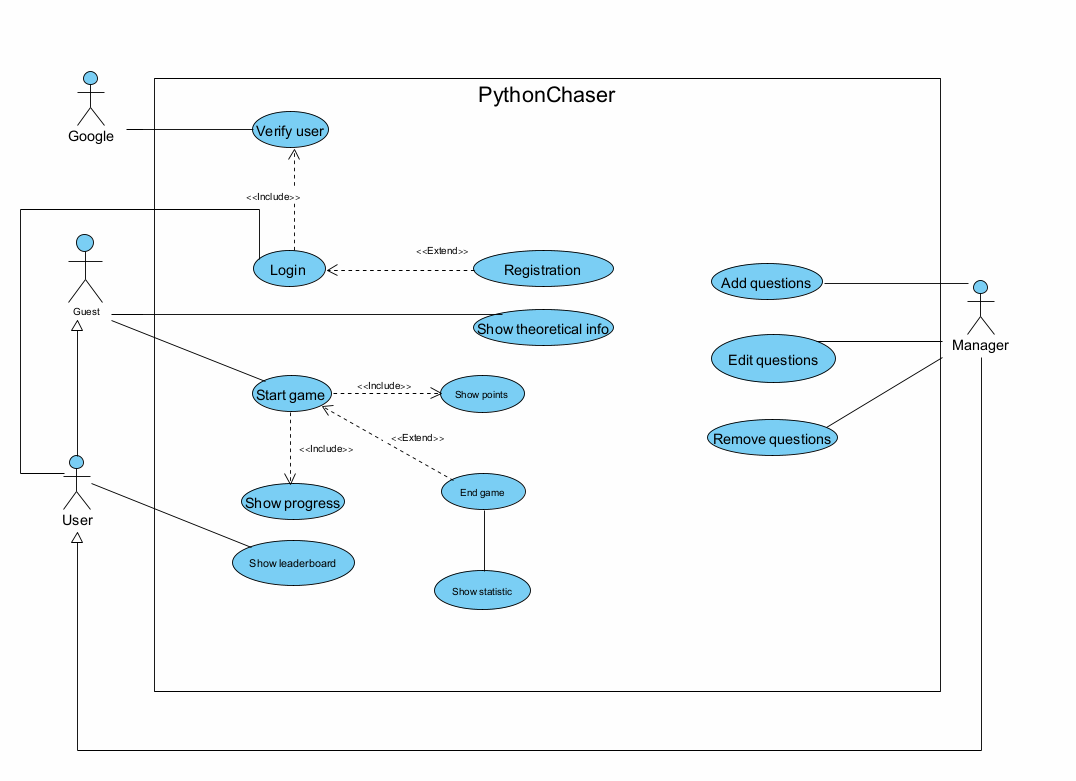 PythonChaser
Google
Verify user
<<Include>>
Guest
Login
<<Extend>>
Registration
Show theoretical info
Add questions
Edit questions
Remove questions
Manager
Start game
<<Include>>
Show points
<<Include>>
<<Extend>>
Show progress
End game
User
Show leaderboard
Show statistic